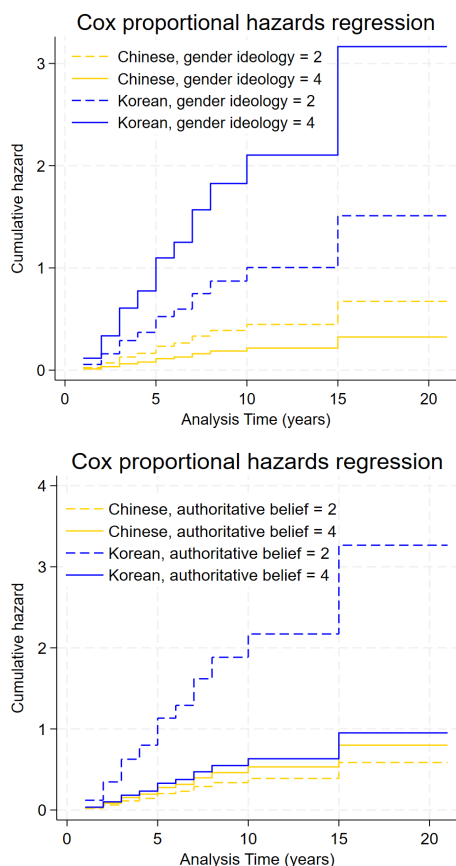 Cox proportional hazards regression
Chinese, gender ideology = 2
Chinese, gender ideology = 4
Korean, gender ideology = 2
Korean, gender ideology = 4
Cumulative hazard
3
2
1
0
0 5 10 15 20
Analysis Time (years)
Cox proportional hazards regression
Chinese, authoritative belief = 2
Chinese, authoritative belief = 4
Korean, authoritative belief = 2
Korean, authoritative belief = 4
Cumulative hazard
4
3
2
1
0
0 5 10 15 20
Analysis Time (years)